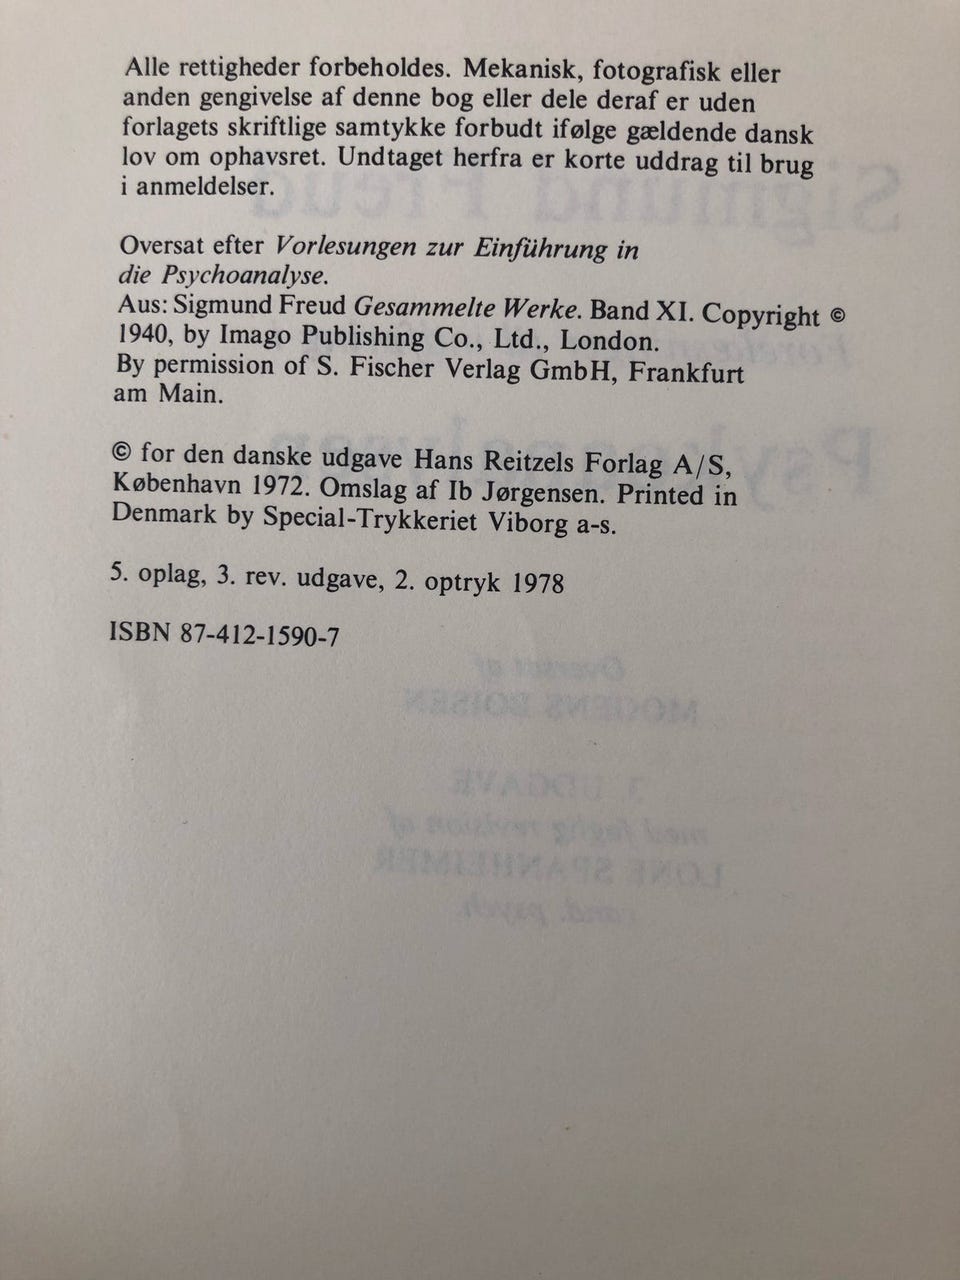 Alle rettigheder forbeholdes. Mekanisk, fotografisk eller
anden gengivelse af denne bog eller dele deraf er uden
forlagets skriftlige samtykke forbudt ifølge gældende dansk
lov om ophavsret. Undtaget herfra er korte uddrag til brug
i anmeldelser.
Oversat efter Vorlesungen zur Einführung in
die Psychoanalyse.
Aus: Sigmund Freud Gesammelte Werke. Band XI. Copyright ©
1940, by Imago Publishing Co., Ltd., London.
By permission of S. Fischer Verlag GmbH, Frankfurt
am Main.
© for den danske udgave Hans Reitzels Forlag A/S,
København 1972. Omslag af Ib Jørgensen. Printed in
Denmark by Special-Trykkeriet Viborg a-s.
5. oplag, 3. rev. udgave, 2. optryk 1978
ISBN 87-412-1590-7